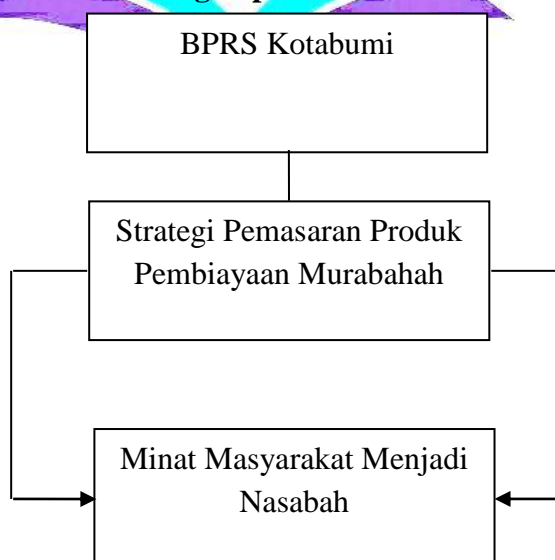 BPRS Kotabumi
Strategi Pemasaran Produk
Pembiayaan Murabahah
Minat Masyarakat Menjadi
Nasabah